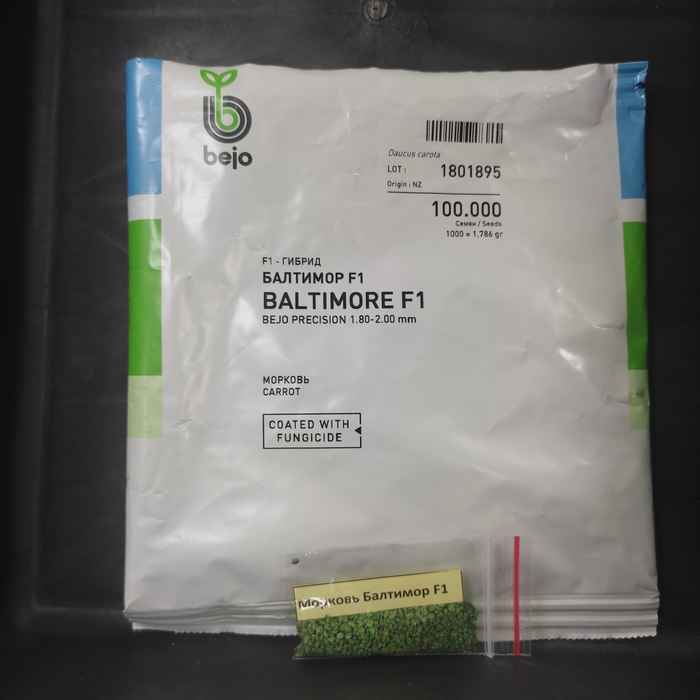 bejo
Daucus carota
LOT : 1801895
Origin : NZ
100.000
Семян / Seeds
1000 = 1,786 gr
F1 - ГИБРИД
БАЛТИМОР F1
BALTIMORE F1
BEJO PRECISION 1.80-2.00 mm
МОРКОВЬ
CARROT
COATED WITH
FUNGICIDE
Морковь Балтимор F1